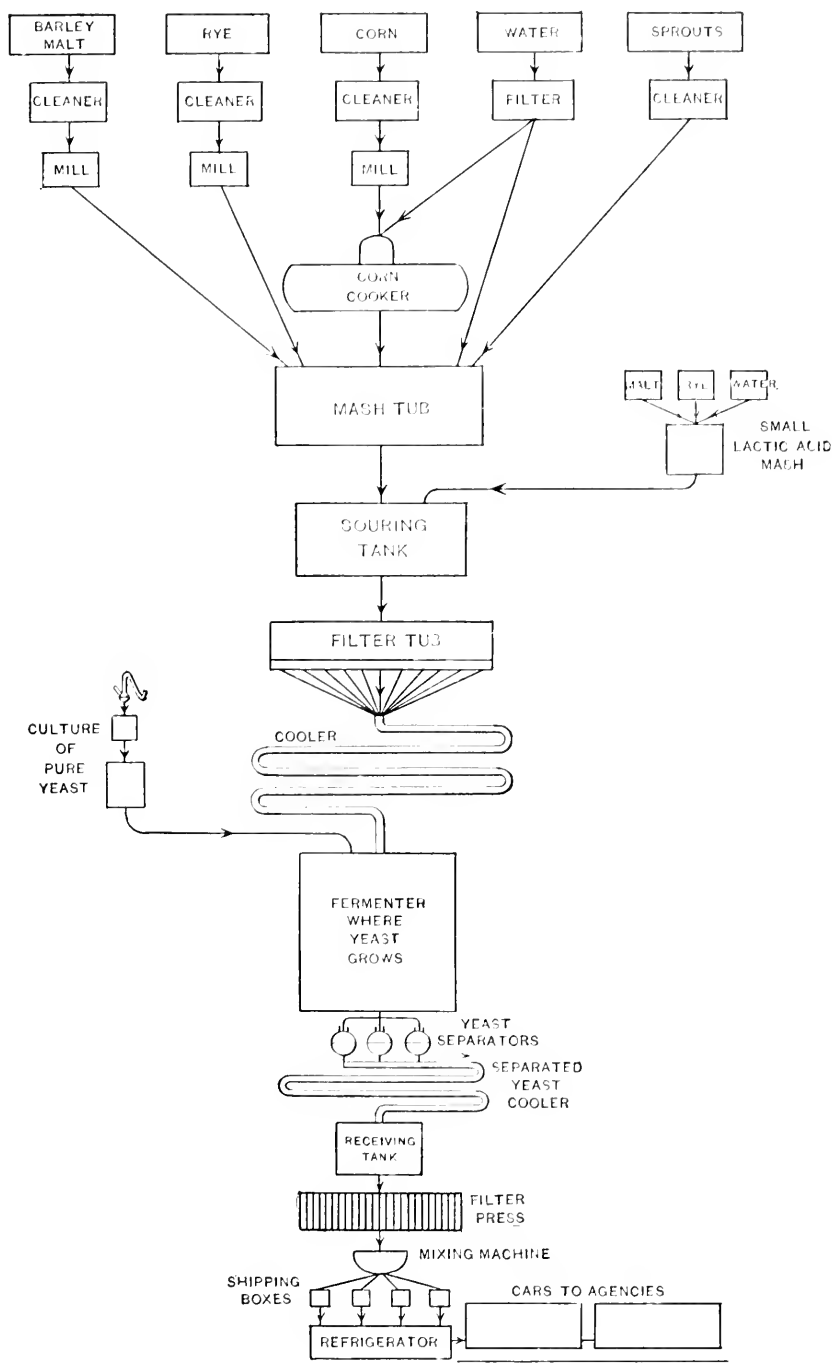 BARLEY
MALT
RYE
CORN
WATER
SPROUTS
CLEANER
CLEANER
CLEANER
FILTER
CLEANER
MILL
MILL
MILL
CORN
COOKER
MASH TUB
MALT
RYE
WATER
SMALL
LACTIC ACID
MASH
SOURING
TANK
FILTER TUB
COOLER
CULTURE
OF
PURE
YEAST
FERMENTER
WHERE
YEAST
GROWS
YEAST
SEPARATORS
SEPARATED
YEAST
COOLER
RECEIVING
TANK
FILTER
PRESS
MIXING MACHINE
SHIPPING
BOXES
CARS TO AGENCIES
REFRIGERATOR